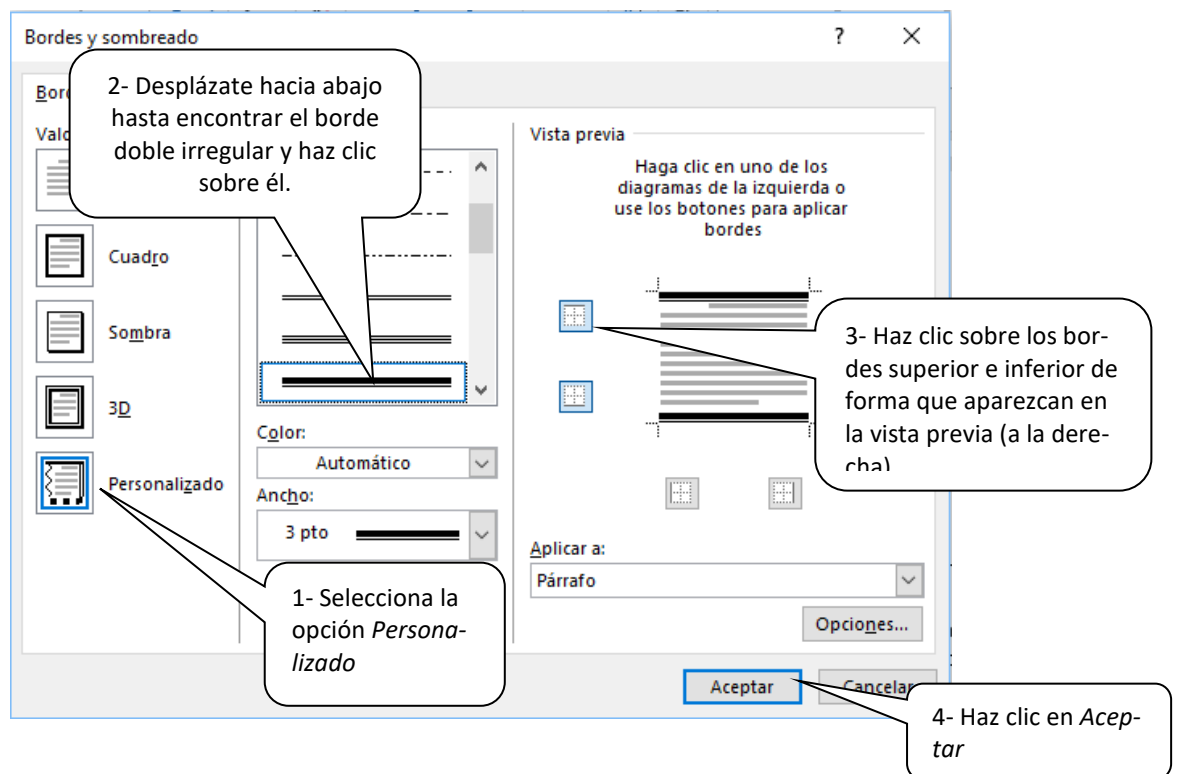 Bordes y sombreado
2- Desplázate hacia abajo
hasta encontrar el borde
doble irregular y haz clic
sobre él.
Cuadro
Sombra
3D
Personalizado
Color:
Automático
Ancho:
3 pto
1- Selecciona la
opción Persona-
lizado
Vista previa
Haga clic en uno de los
diagramas de la izquierda o
use los botones para aplicar
bordes
3- Haz clic sobre los bor-
des superior e inferior de
forma que aparezcan en
la vista previa (a la dere-
cha)
Aplicar a:
Párrafo
Opciones...
Aceptar
Cancelar
4- Haz clic en Acep-
tar